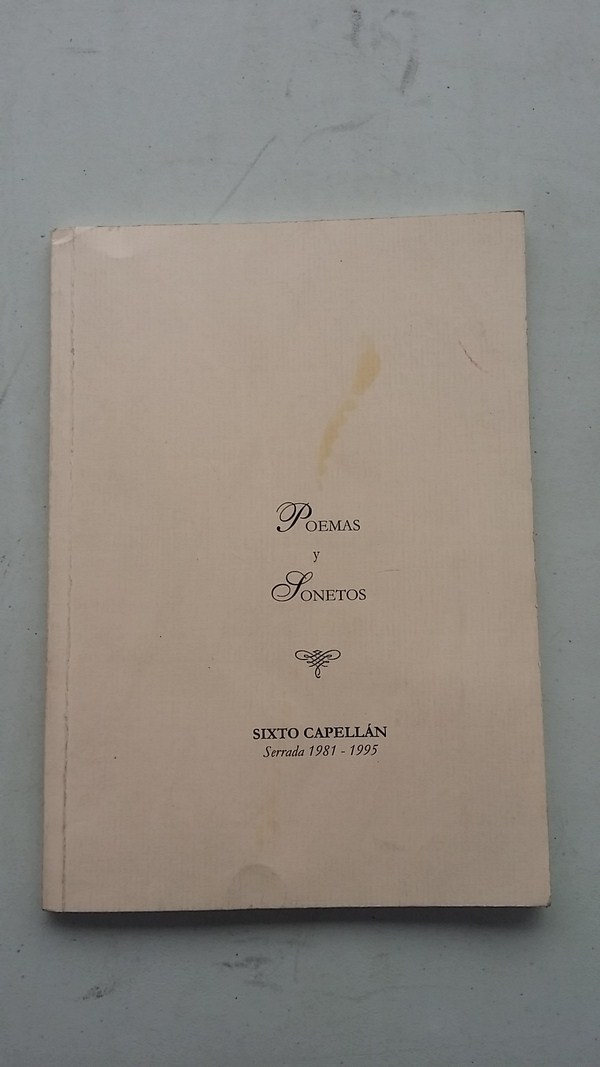 POEMAS
y
SONETOS
SIXTO CAPELLÁN
Serrada 1981 - 1995